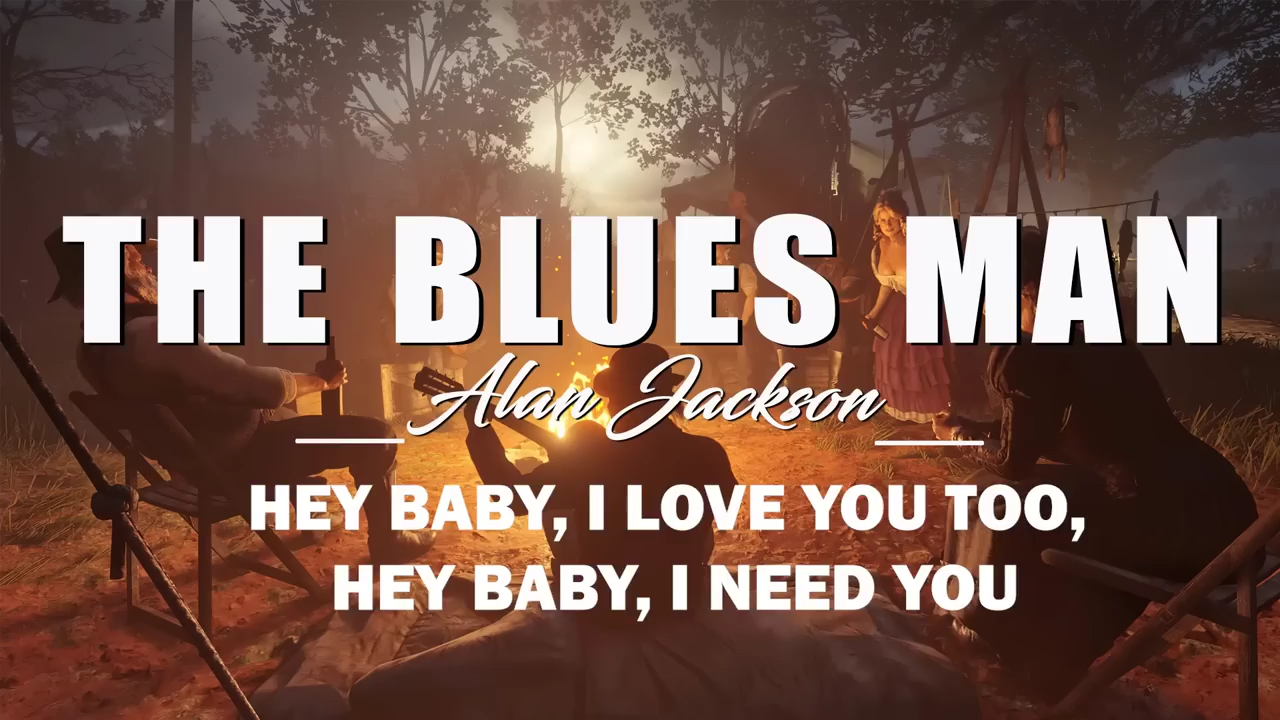 THE BLUES MAN
Alan Jackson
HEY BABY, I LOVE YOU TOO,
HEY BABY, I NEED YOU